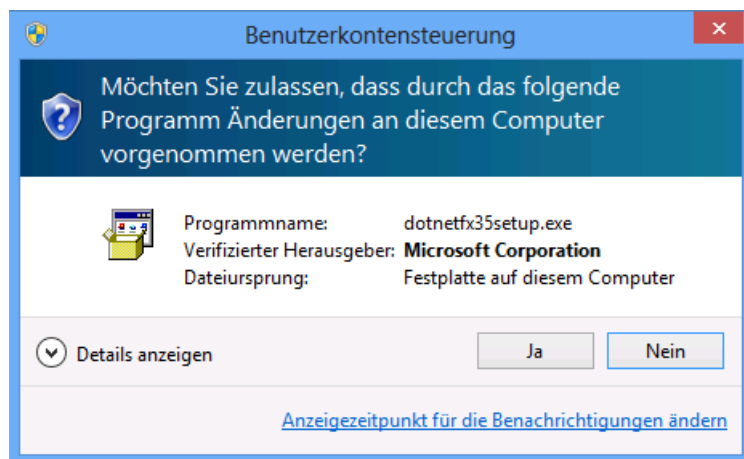 Benutzerkontensteuerung
Möchten Sie zulassen, dass durch das folgende
Programm Änderungen an diesem Computer
vorgenommen werden?
Programmname: dotnetfx35setup.exe
Verifizierter Herausgeber: Microsoft Corporation
Dateiursprung: Festplatte auf diesem Computer
Details anzeigen Ja Nein
Anzeigezeitpunkt für die Benachrichtigungen ändern